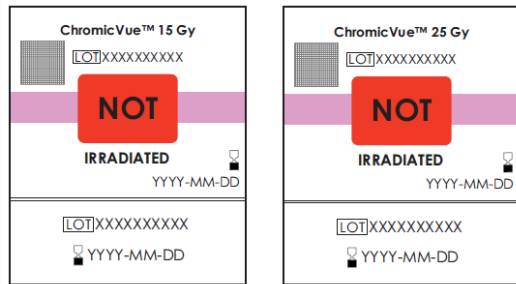 ChromicVue™ 15 Gy
LOT XXXXXXXXXX
NOT
IRRADIATED
YYYY-MM-DD
LOT XXXXXXXXXX
YYYY-MM-DD
ChromicVue™ 25 Gy
LOT XXXXXXXXXX
NOT
IRRADIATED
YYYY-MM-DD
LOT XXXXXXXXXX
YYYY-MM-DD